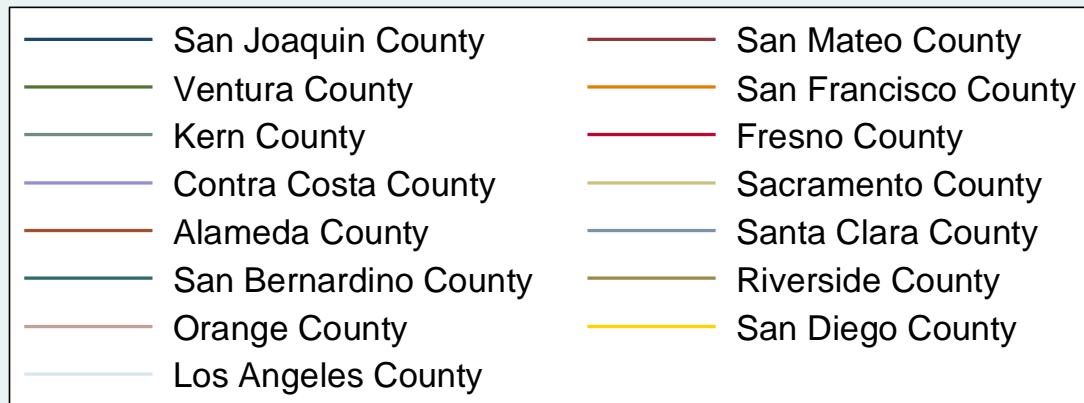 San Joaquin County
San Mateo County
Ventura County
San Francisco County
Kern County
Fresno County
Contra Costa County
Sacramento County
Alameda County
Santa Clara County
San Bernardino County
Riverside County
Orange County
San Diego County
Los Angeles County